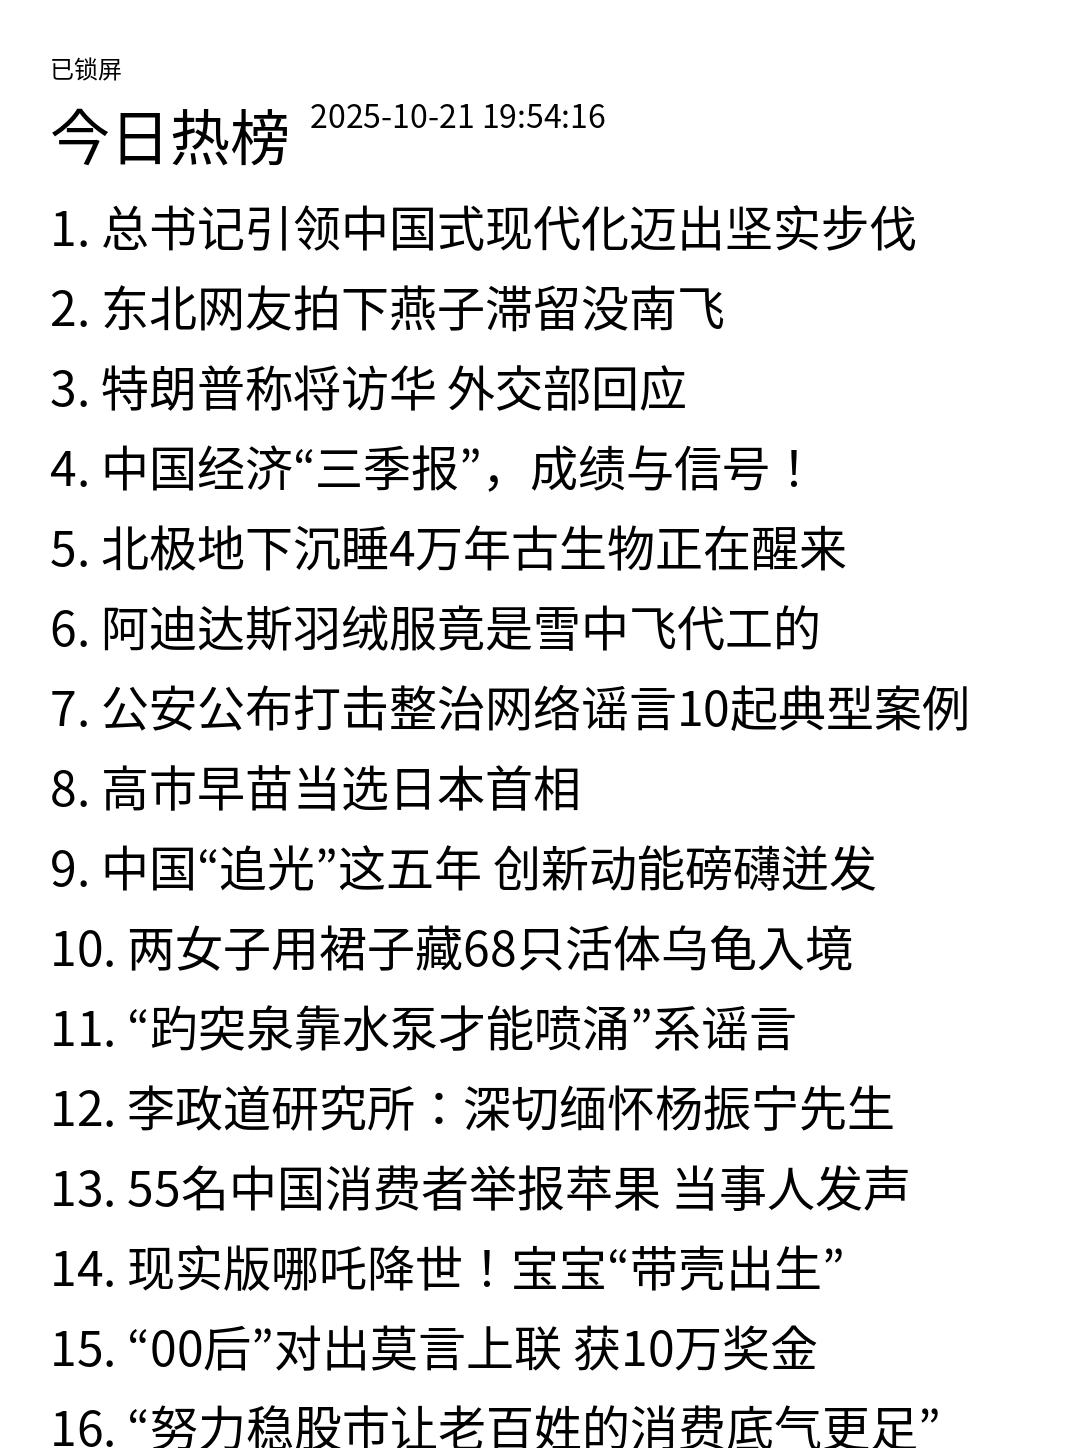 已锁屏
今日热榜 2025-10-21 19:54:16
1. 总书记引领中国式现代化迈出坚实步伐
2. 东北网友拍下燕子滞留没南飞
3. 特朗普称将访华 外交部回应
4. 中国经济“三季报”，成绩与信号！
5. 北极地下沉睡4万年古生物正在醒来
6. 阿迪达斯羽绒服竟是雪中飞代工的
7. 公安公布打击整治网络谣言10起典型案例
8. 高市早苗当选日本首相
9. 中国“追光”这五年 创新动能磅礴迸发
10. 两女子用裙子藏68只活体乌龟入境
11. “趵突泉靠水泵才能喷涌”系谣言
12. 李政道研究所：深切缅怀杨振宁先生
13. 55名中国消费者举报苹果 当事人发声
14. 现实版哪吒降世！宝宝“带壳出生”
15. “00后”对出莫言上联 获10万奖金
16. “努力稳股市让老百姓的消费底气更足”